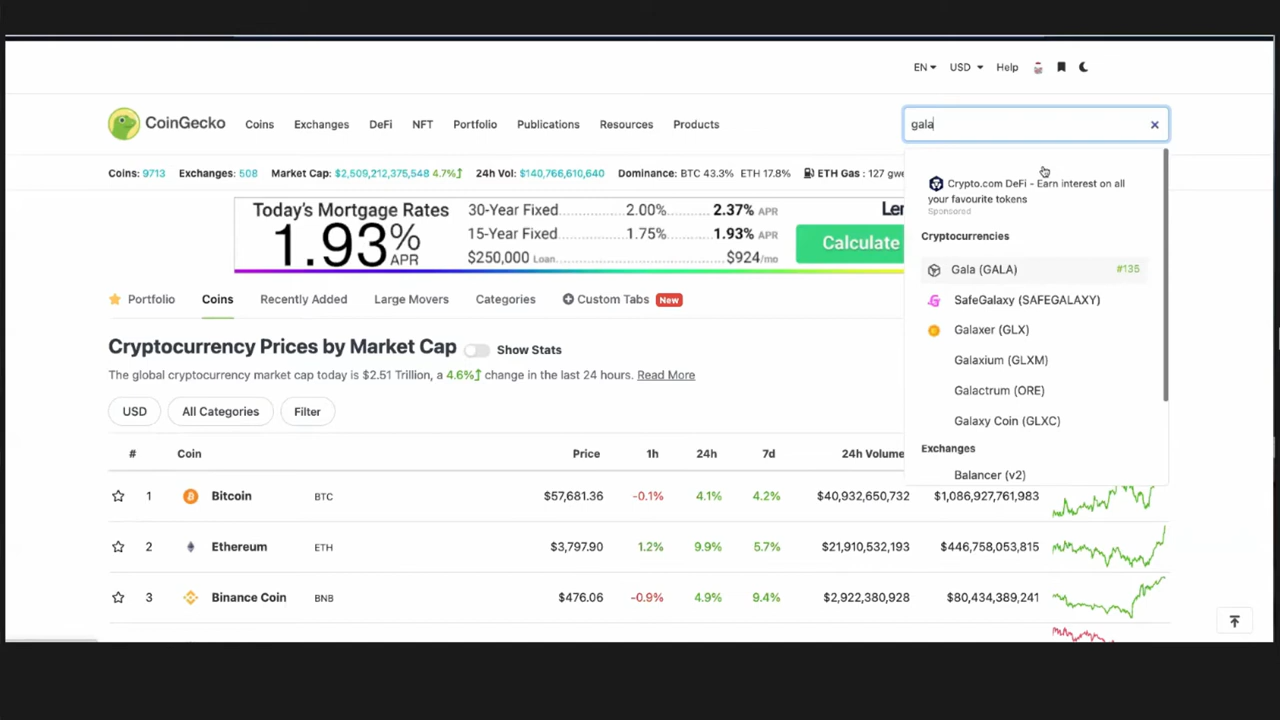 EN USD Help
CoinGecko Coins Exchanges DeFi NFT Portfolio Publications Resources Products gala
Coins: 9713 Exchanges: 508 Market Cap: $2,509,212,375,548 4.7% 24h Vol: $140,766,610,640 Dominance: BTC 43.3% ETH 17.8% ETH Gas: 127 gwe
Crypto.com DeFi - Earn interest on all
your favourite tokens
Sponsored
Cryptocurrencies
Gala (GALA) #135
SafeGalaxy (SAFEGALAXY)
Galaxer (GLX)
Galaxium (GLXM)
Galactrum (ORE)
Galaxy Coin (GLXC)
Exchanges
Balancer (v2)
Today's Mortgage Rates
1.93% APR
30-Year Fixed 2.00% 2.37% APR
15-Year Fixed 1.75% 1.93% APR
$250,000 Loan $924/mo
Calculate
Portfolio Coins Recently Added Large Movers Categories Custom Tabs New
Cryptocurrency Prices by Market Cap Show Stats
The global cryptocurrency market cap today is $2.51 Trillion, a 4.6% change in the last 24 hours. Read More
USD All Categories Filter
# Coin Price 1h 24h 7d 24h Volume
1 Bitcoin BTC $57,681.36 -0.1% 4.1% 4.2% $40,932,650,732 $1,086,927,761,983
2 Ethereum ETH $3,797.90 1.2% 9.9% 5.7% $21,910,532,193 $446,758,053,815
3 Binance Coin BNB $476.06 -0.9% 4.9% 9.4% $2,922,380,928 $80,434,389,241